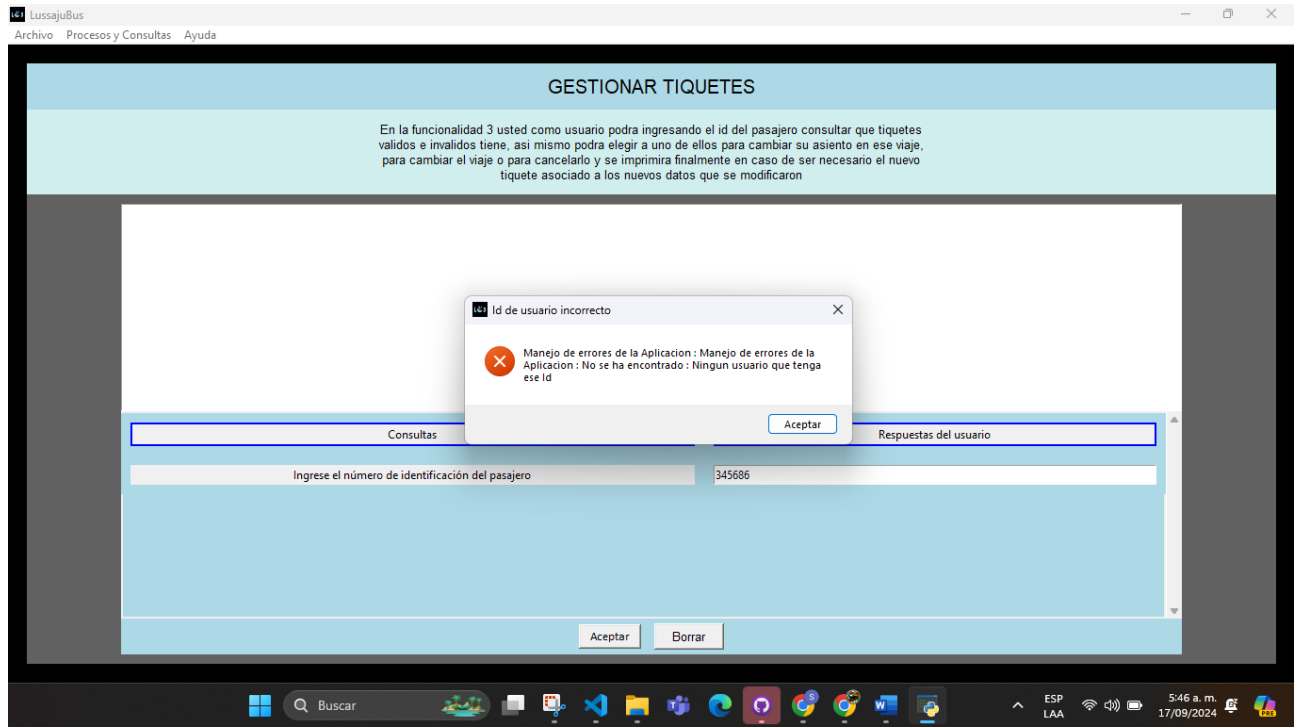 LussajuBus
Archivo Procesos y Consultas Ayuda
GESTIONAR TIQUETES
En la funcionalidad 3 usted como usuario podra ingresando el id del pasajero consultar que tiquetes
validos e invalidos tiene, asi mismo podra elegir a uno de ellos para cambiar su asiento en ese viaje,
para cambiar el viaje o para cancelarlo y se imprimira finalmente en caso de ser necesario el nuevo
tiquete asociado a los nuevos datos que se modificaron
Id de usuario incorrecto
Manejo de errores de la Aplicacion : Manejo de errores de la
Aplicacion : No se ha encontrado : Ningun usuario que tenga
ese Id
Aceptar
Consultas Respuestas del usuario
Ingrese el número de identificación del pasajero 345686
Aceptar Borrar
Buscar
ESP
LAA
5:46 a. m.
17/09/2024
PRE